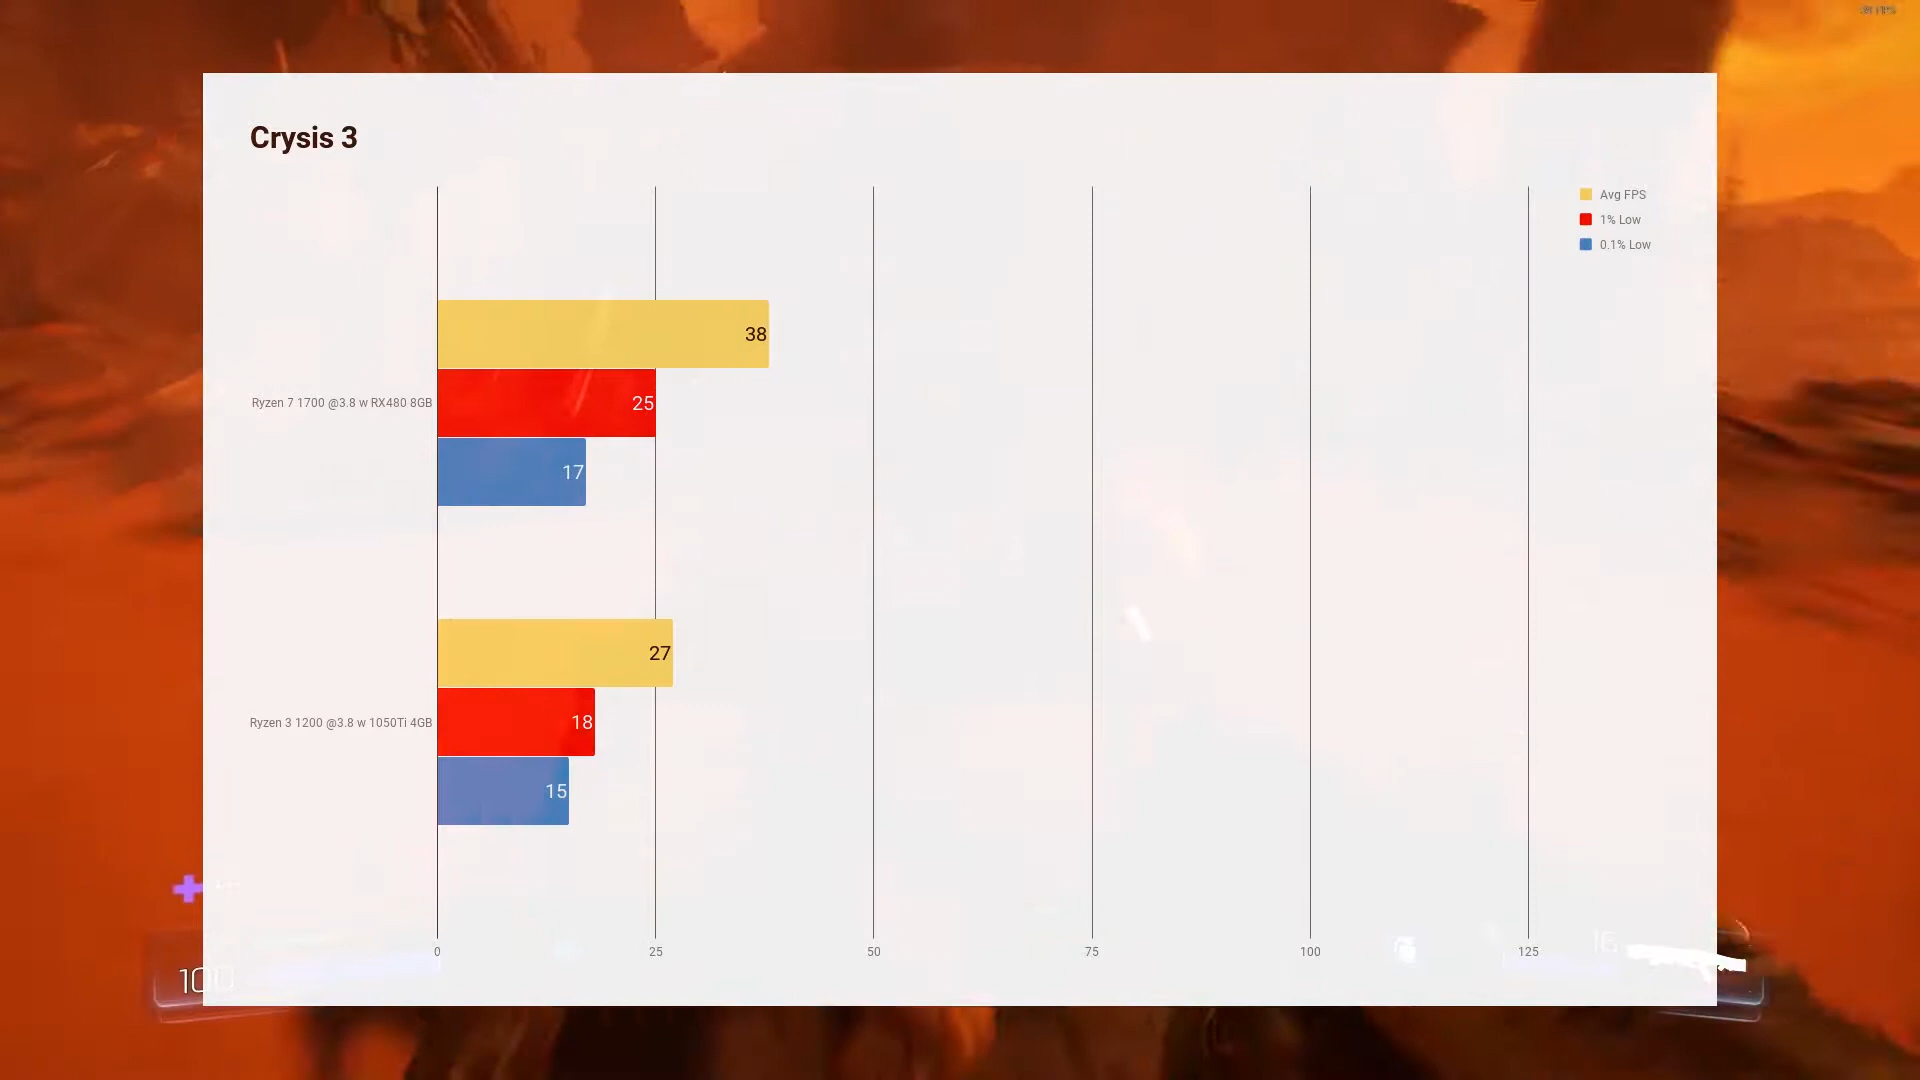 Crysis 3
Avg FPS
1% Low
0.1% Low
38
Ryzen 7 1700 @3.8 w RX480 8GB
25
17
27
Ryzen 3 1200 @3.8 w 1050Ti 4GB
18
15
0
25
50
75
100
125
16
100